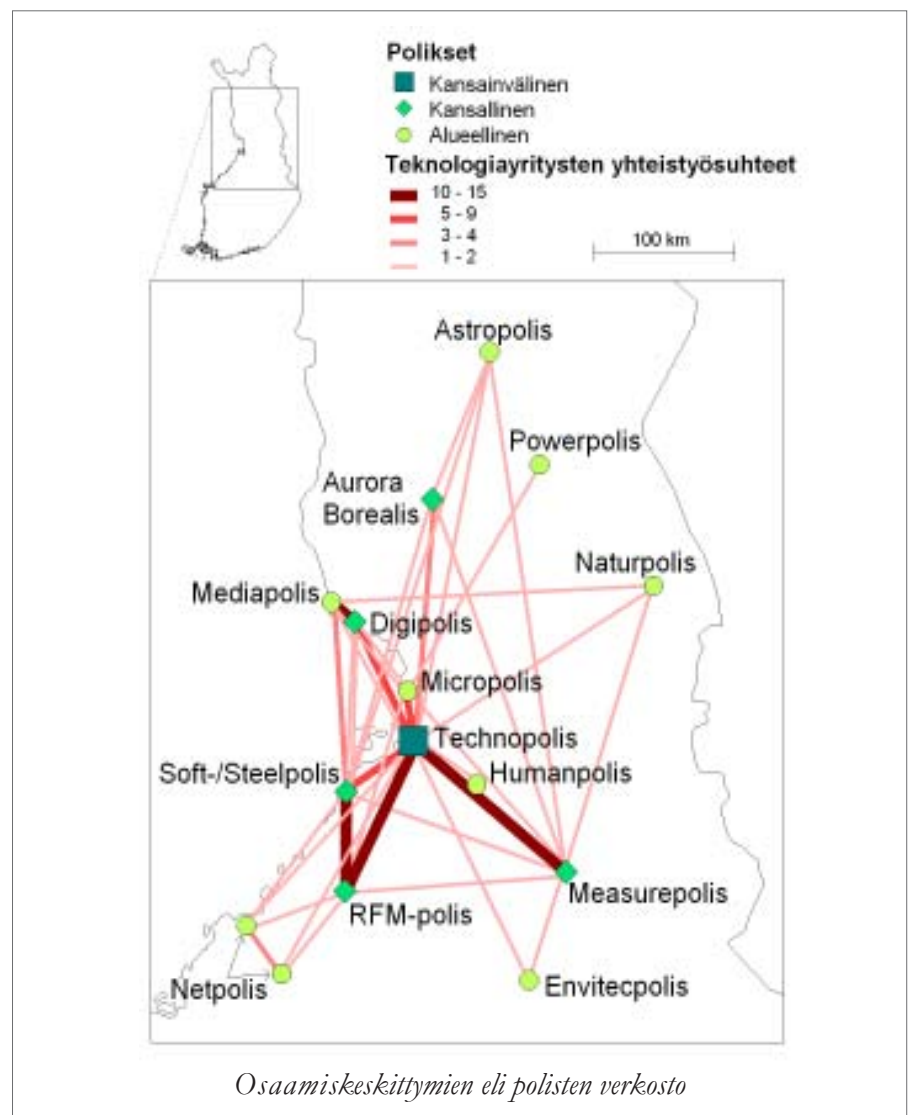 Polikset
Kansainvälinen
Kansallinen
Alueellinen
Teknologiayritysten yhteistyösuhteet
10 - 15
5 - 9
3 - 4
1 - 2
100 km
Astropolis
Powerpolis
Aurora
Borealis
Naturpolis
Mediapolis
Digipolis
Micropolis
Technopolis
Soft-/Steelpolis
Humanpolis
Measurepolis
RFM-polis
Netpolis
Envitecpolis
Osaamiskeskittymien eli polisten verkosto